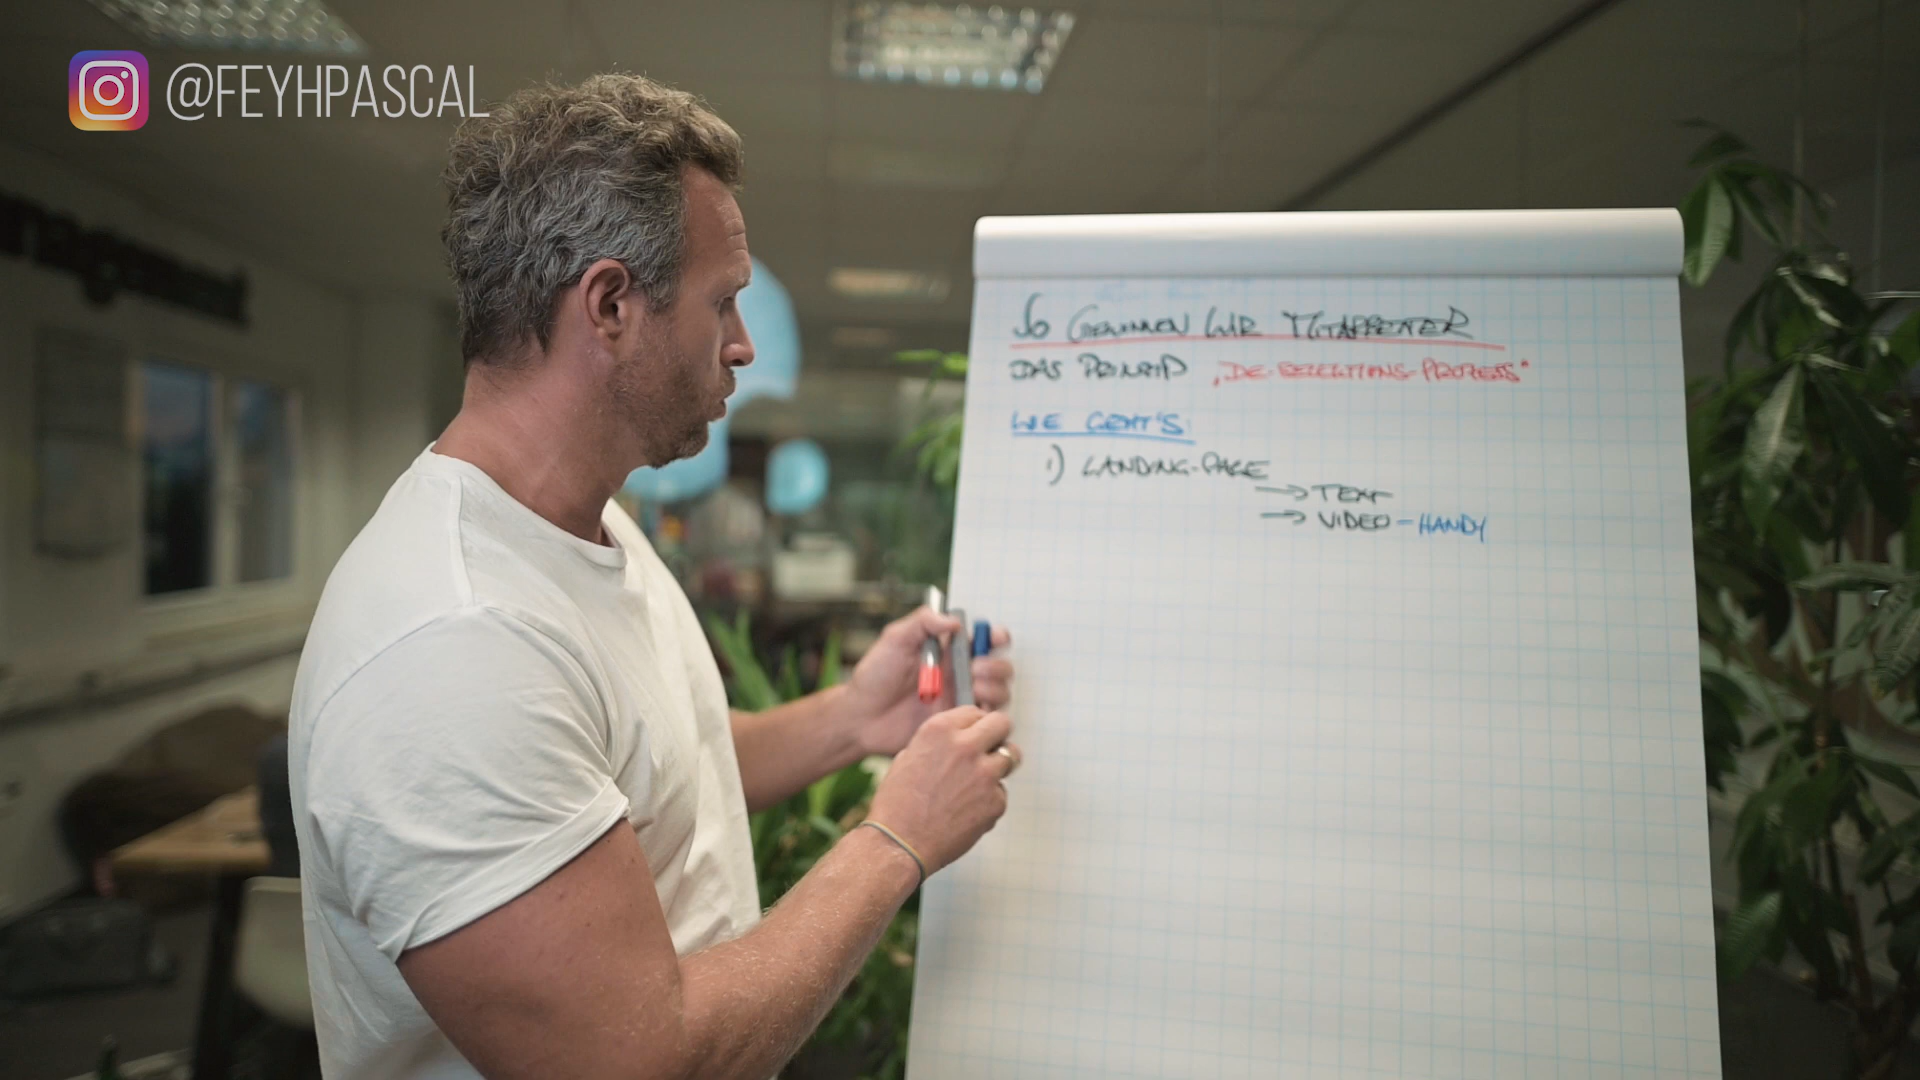 @FEYHPASCAL
SO GEWINNEN WIR MITARBEITER
DAS PRINZIP „DE-SELEKTIONS-PROZESS"
WIE GEHT'S:
1) LANDING-PAGE
→ TEXT
→ VIDEO - HANDY